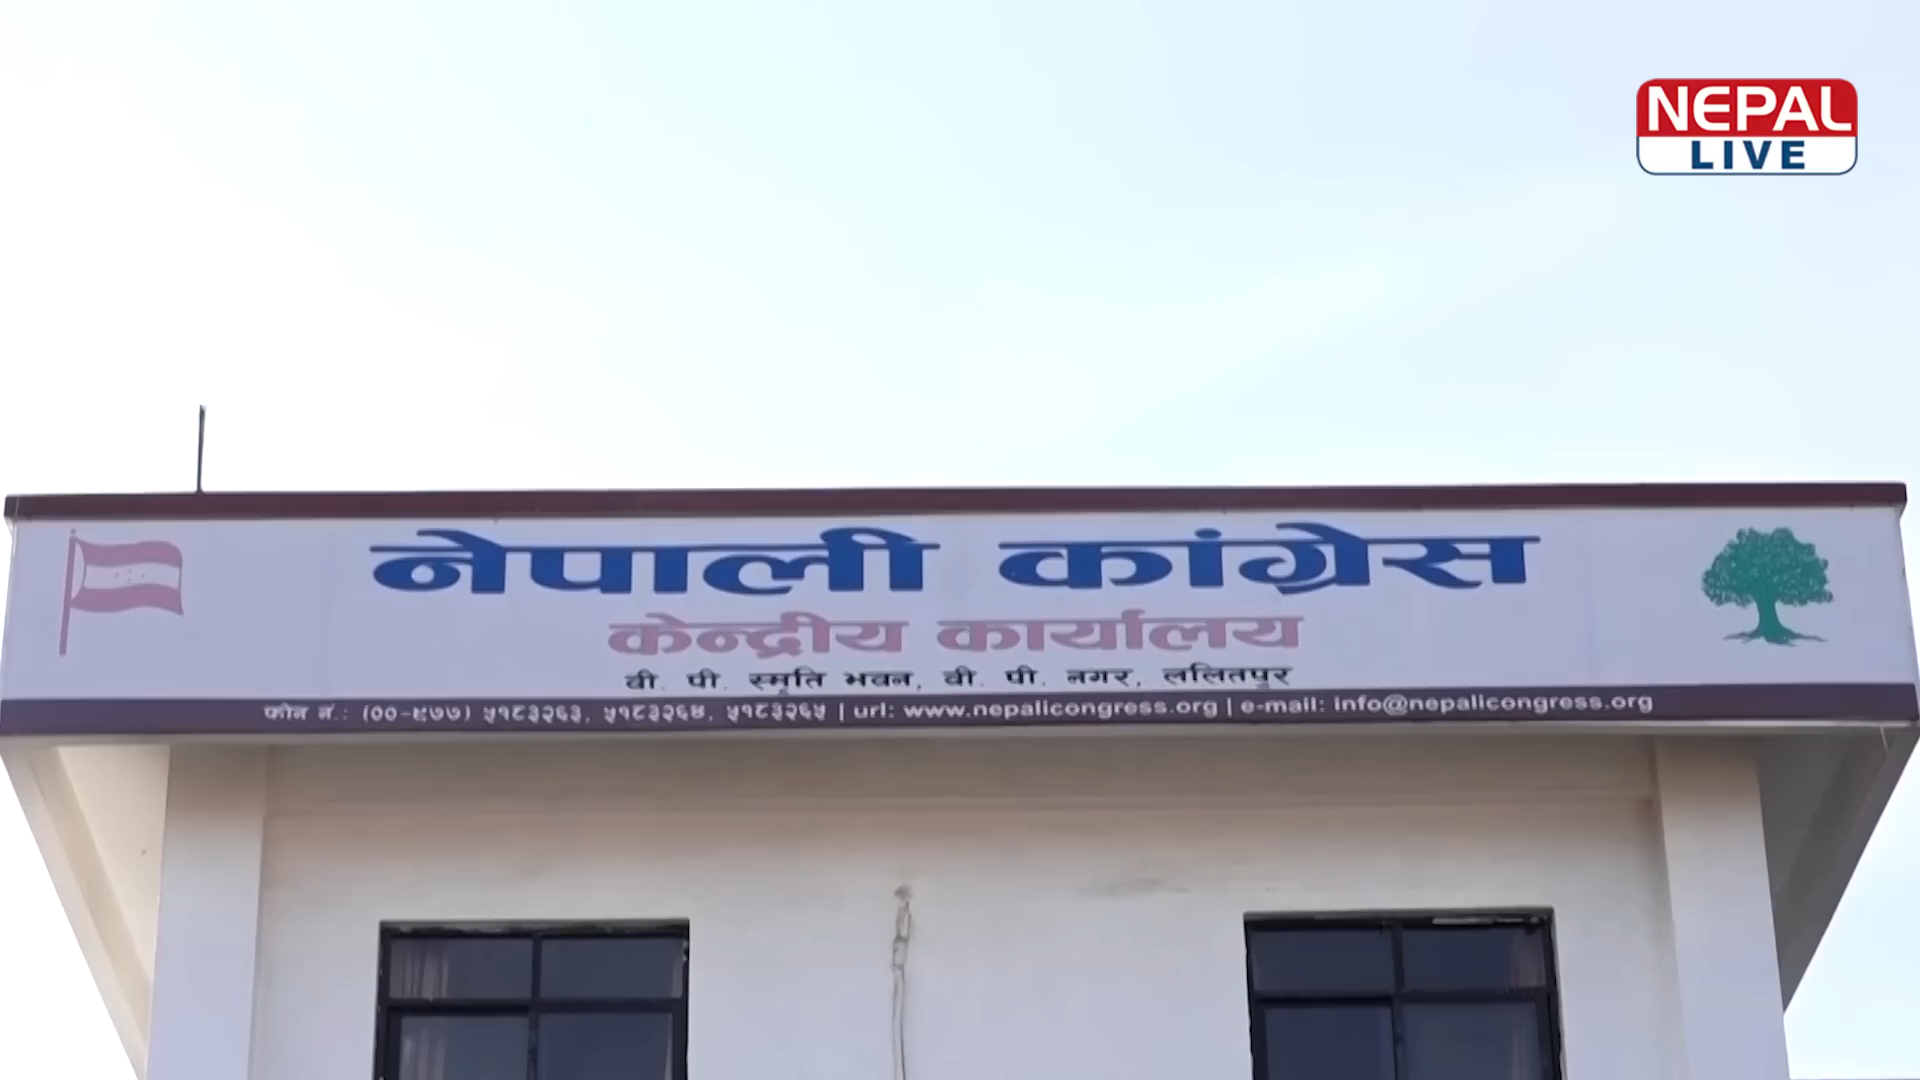 NEPAL
LIVE
नेपाली कांग्रेस
केन्द्रीय कार्यालय
वी. पी. स्मृति भवन, वी. पी. नगर, ललितपुर
फोन नं.: (००-९७७) ५१८३२६३, ५१८३२६४, ५१८३२६५ | url: www.nepalicongress.org | e-mail: info@nepalicongress.org